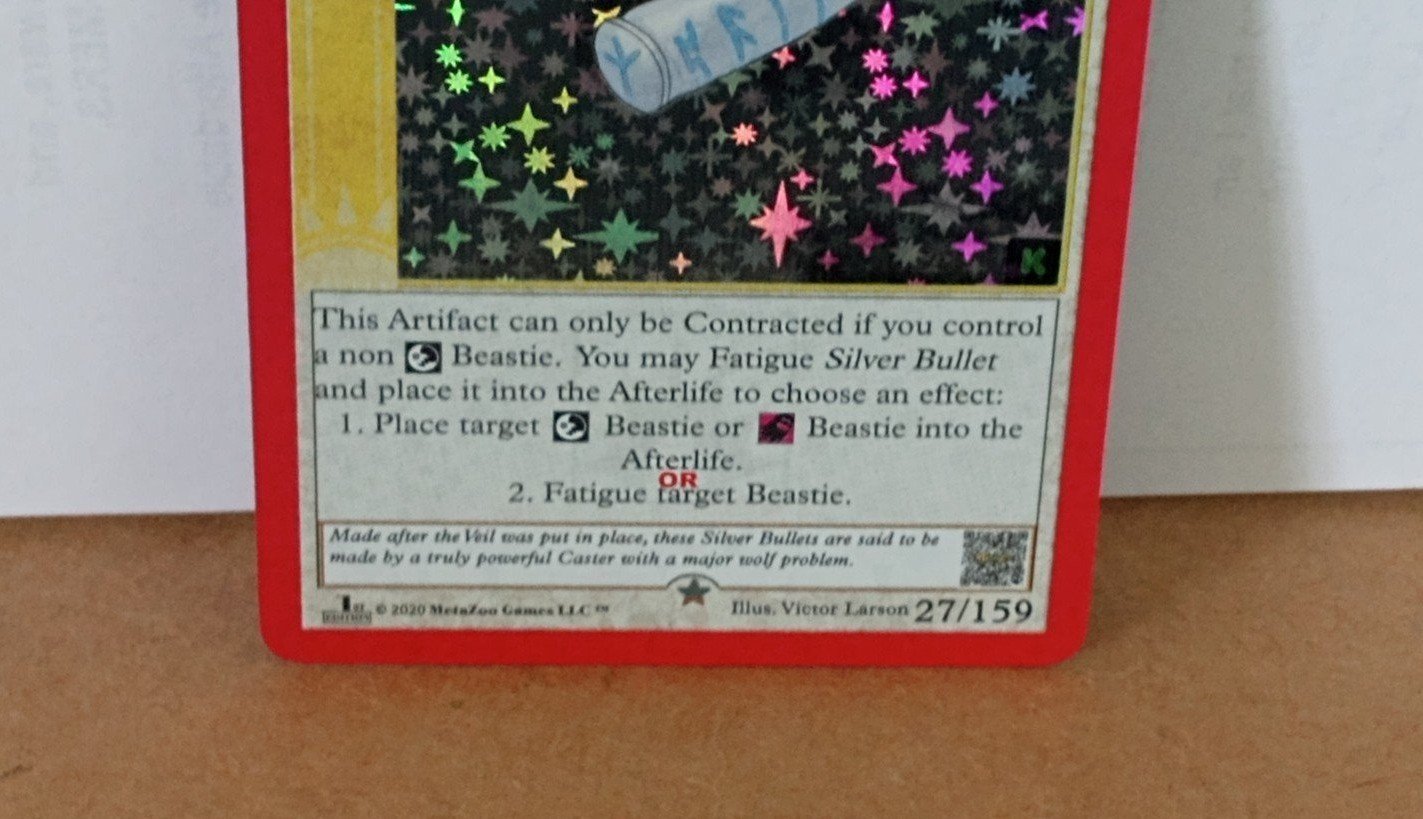 This Artifact can only be Contracted if you control
a non Beastie. You may Fatigue Silver Bullet
and place it into the Afterlife to choose an effect:
1. Place target Beastie or Beastie into the
Afterlife.
OR
2. Fatigue target Beastie.
Made after the Veil was put in place, these Silver Bullets are said to be
made by a truly powerful Caster with a major wolf problem.
1ST EDITION © 2020 MetaZoo Games LLC ™ Illus. Victor Larson 27/159